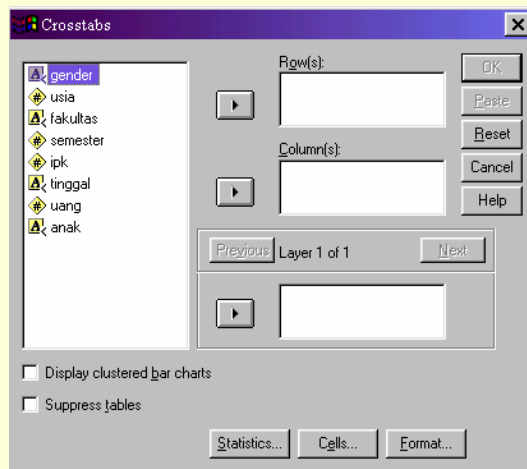 Crosstabs
gender
usia
fakultas
semester
ipk
tinggal
uang
anak
Row(s):
Column(s):
OK
Paste
Reset
Cancel
Help
Previous
Layer 1 of 1
Next
Display clustered bar charts
Suppress tables
Statistics...
Cells...
Format...